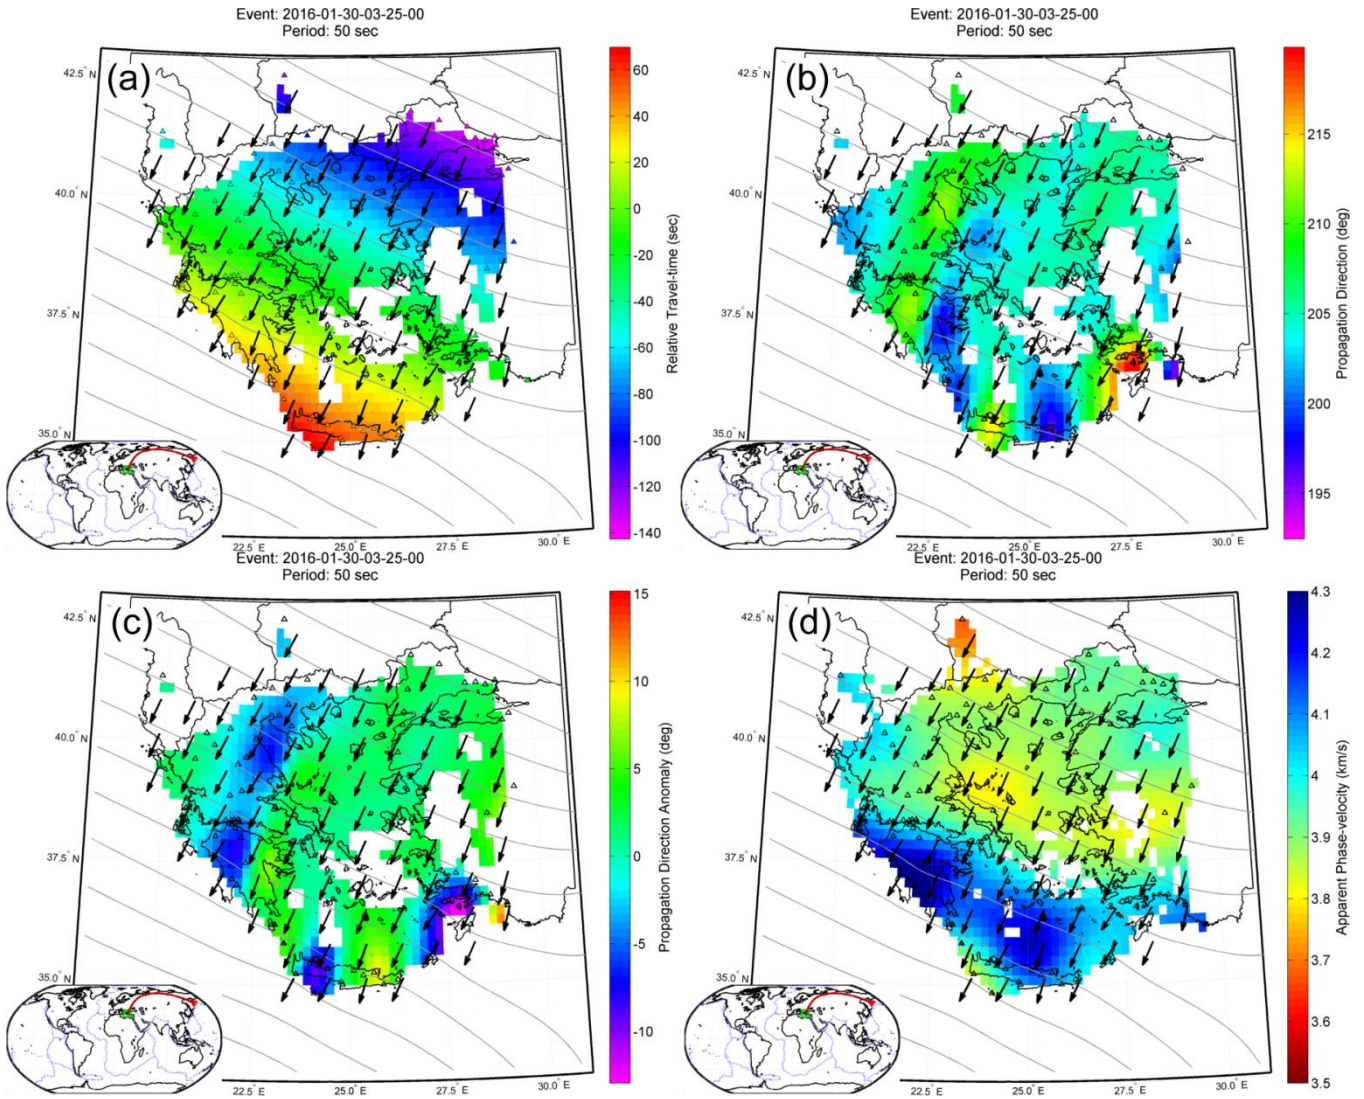 Event: 2016-01-30-03-25-00
Period: 50 sec
(a)
42.5° N
40.0° N
37.5° N
35.0° N
22.5° E
25.0° E
27.5° E
30.0° E
60
40
20
0
-20
-40
-60
-80
-100
-120
-140
Relative Travel-time (sec)
Event: 2016-01-30-03-25-00
Period: 50 sec
(b)
42.5° N
40.0° N
37.5° N
35.0° N
22.5° E
25.0° E
27.5° E
30.0° E
215
210
205
200
195
Propagation Direction (deg)
Event: 2016-01-30-03-25-00
Period: 50 sec
(c)
42.5° N
40.0° N
37.5° N
35.0° N
22.5° E
25.0° E
27.5° E
30.0° E
15
10
5
0
-5
-10
Propagation Direction Anomaly (deg)
Event: 2016-01-30-03-25-00
Period: 50 sec
(d)
42.5° N
40.0° N
37.5° N
35.0° N
22.5° E
25.0° E
27.5° E
30.0° E
4.3
4.2
4.1
4
3.9
3.8
3.7
3.6
3.5
Apparent Phase-velocity (km/s)